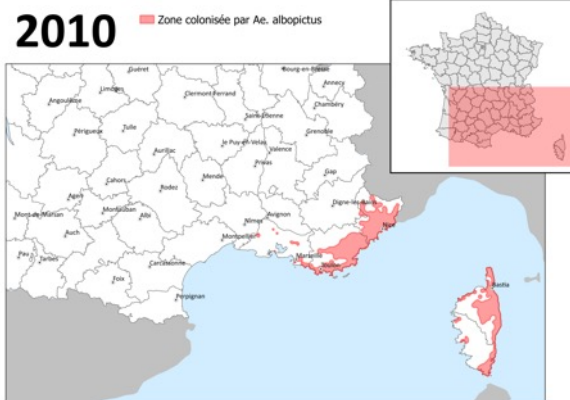 2010
Zone colonisée par Ae. albopictus
Guéret
Bourg-en-Bresse
Annecy
Limoges
Angoulême
Clermont-Ferrand
Chambéry
Saint-Étienne
Tulle
Périgueux
Grenoble
le Puy-en-Velay
Aurillac
Valence
Privas
Gap
Mende
Cahors
Rodez
Agen
Digne-les-Bains
Montauban
Avignon
Mont-de-Marsan
Albi
Nîmes
Nice
Auch
Montpellier
Marseille
Toulon
Pau
Tarbes
Carcassonne
Foix
Bastia
Perpignan